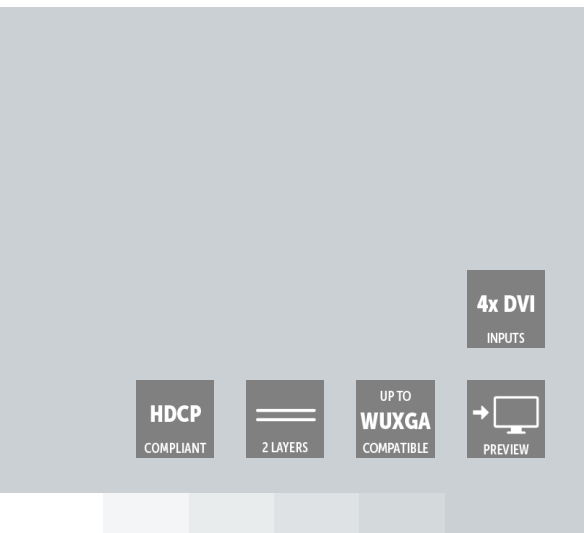 4x DVI
INPUTS
HDCP
COMPLIANT
2 LAYERS
UP TO
WUXGA
COMPATIBLE
PREVIEW